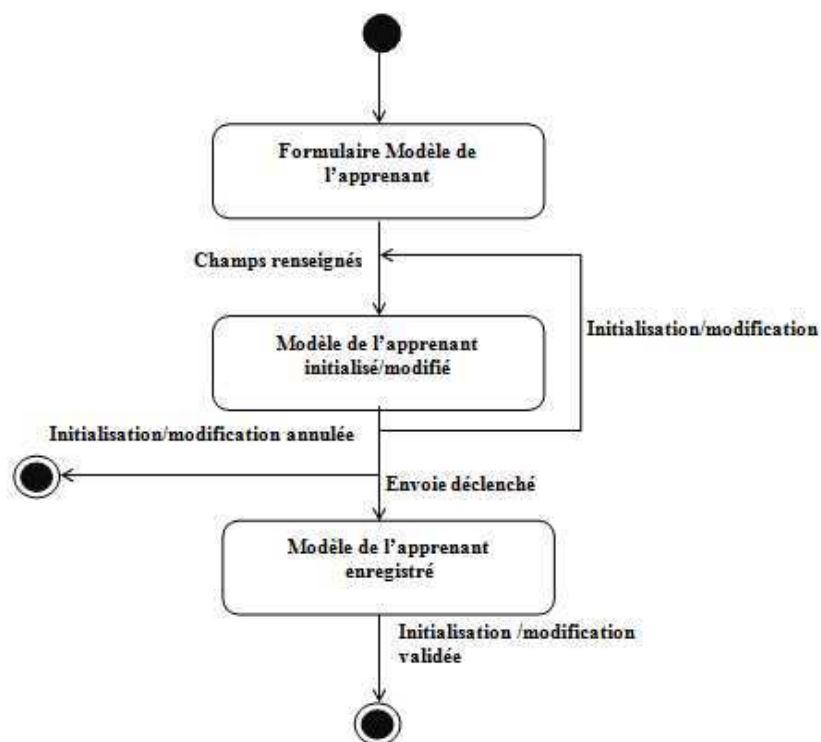 Formulaire Modèle de
l'apprenant
Champs renseignés
Initialisation/modification
Modèle de l'apprenant
initialisé/modifié
Initialisation/modification annulée
Envoie déclenché
Modèle de l'apprenant
enregistré
Initialisation /modification
validée